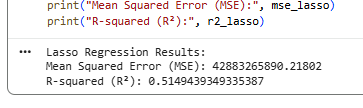 print("Mean Squared Error (MSE):", mse_lasso)
print("R-squared (R²):", r2_lasso)
Lasso Regression Results:
Mean Squared Error (MSE): 42883265890.21802
R-squared (R²): 0.5149439349335387